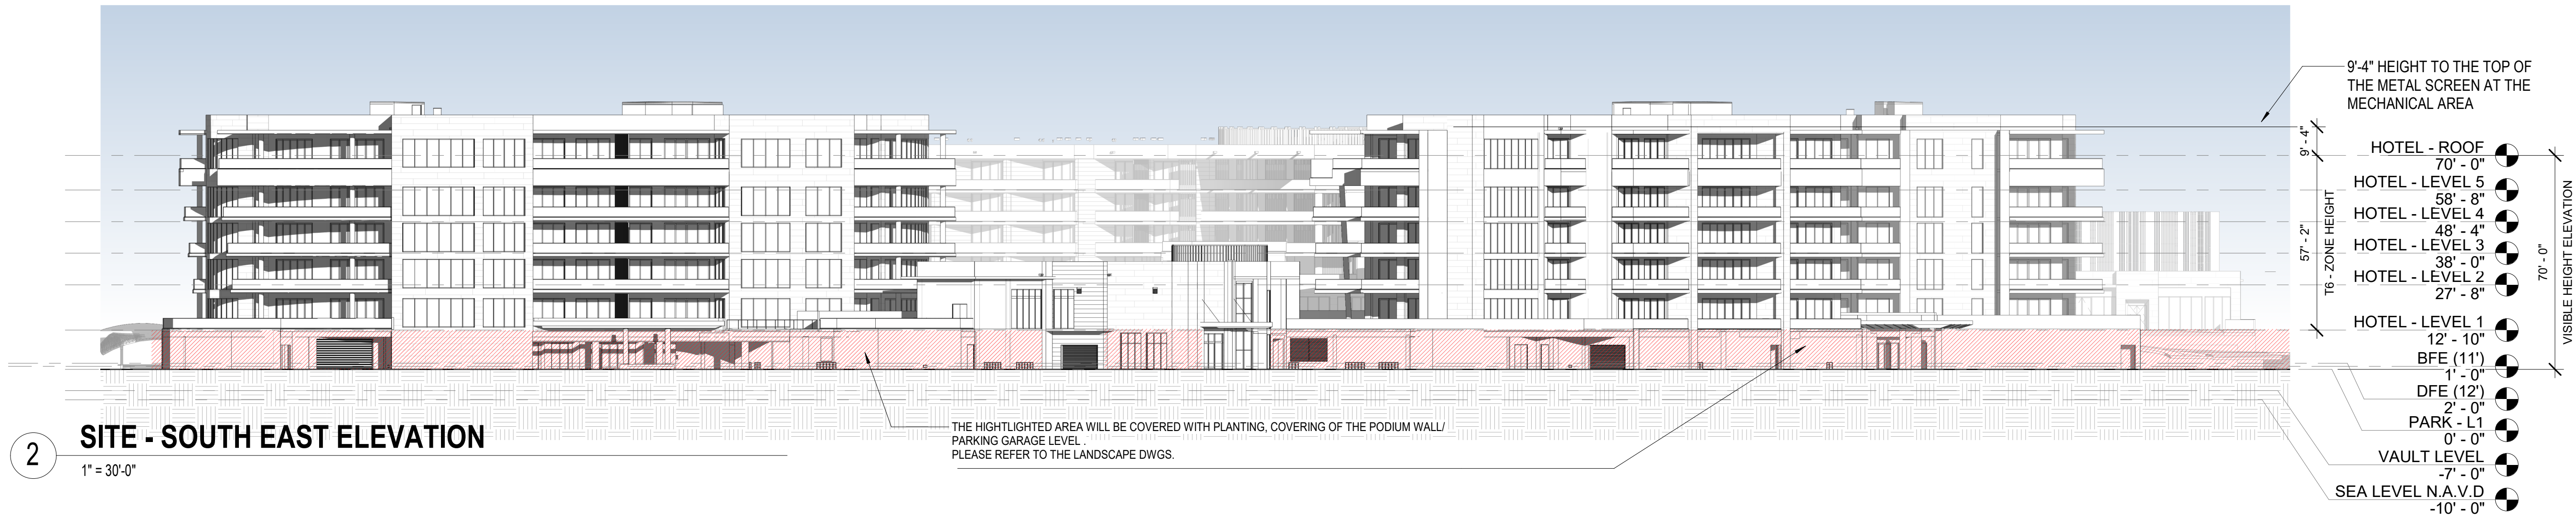 9'-4" HEIGHT TO THE TOP OF
THE METAL SCREEN AT THE
MECHANICAL AREA
9' - 4"
HOTEL - ROOF
70' - 0"
HOTEL - LEVEL 5
58' - 8"
HOTEL - LEVEL 4
48' - 4"
HOTEL - LEVEL 3
38' - 0"
HOTEL - LEVEL 2
27' - 8"
HOTEL - LEVEL 1
12' - 10"
BFE (11')
1' - 0"
DFE (12')
2' - 0"
PARK - L1
0' - 0"
VAULT LEVEL
-7' - 0"
SEA LEVEL N.A.V.D
-10' - 0"
57' - 2"
T6 - ZONE HEIGHT
70' - 0"
VISIBLE HEIGHT ELEVATION
THE HIGHTLIGHTED AREA WILL BE COVERED WITH PLANTING, COVERING OF THE PODIUM WALL/
PARKING GARAGE LEVEL .
PLEASE REFER TO THE LANDSCAPE DWGS.
2
SITE - SOUTH EAST ELEVATION
1" = 30'-0"